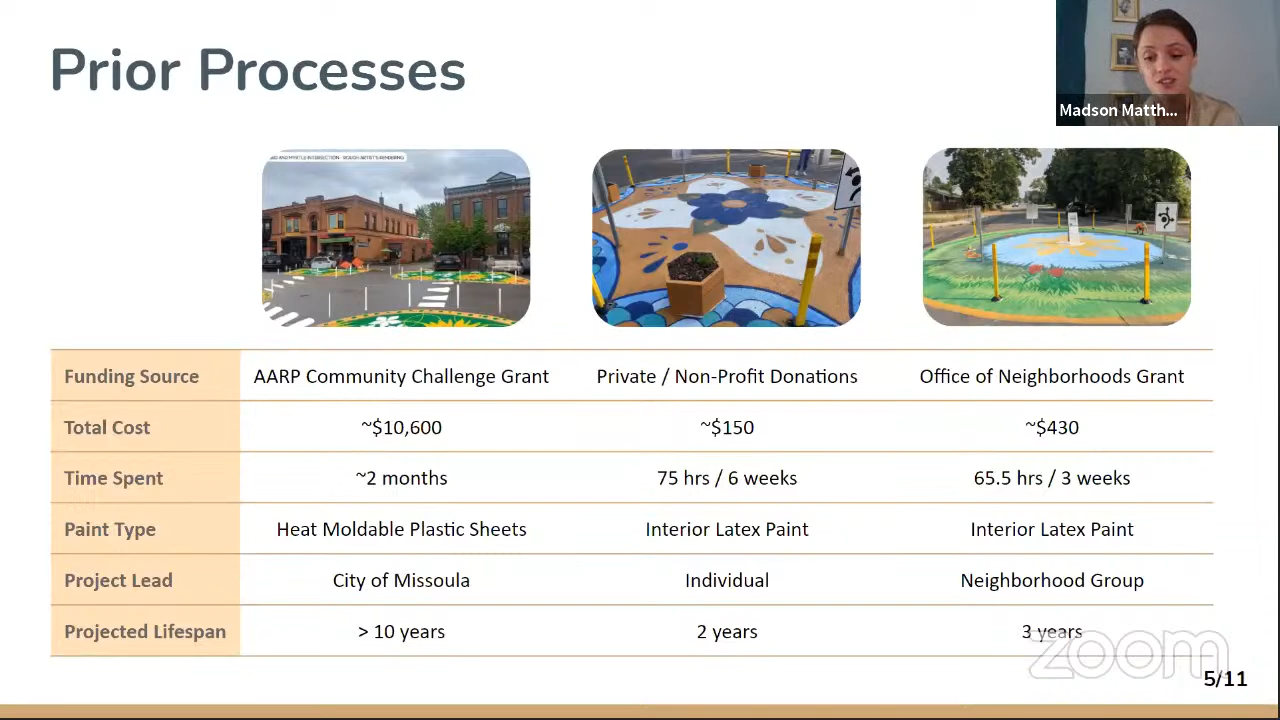 Prior Processes
Madson Matth...
Funding Source AARP Community Challenge Grant Private / Non-Profit Donations Office of Neighborhoods Grant
Total Cost ~$10,600 ~$150 ~$430
Time Spent ~2 months 75 hrs / 6 weeks 65.5 hrs / 3 weeks
Paint Type Heat Moldable Plastic Sheets Interior Latex Paint Interior Latex Paint
Project Lead City of Missoula Individual Neighborhood Group
Projected Lifespan > 10 years 2 years 3 years
zoom
5/11